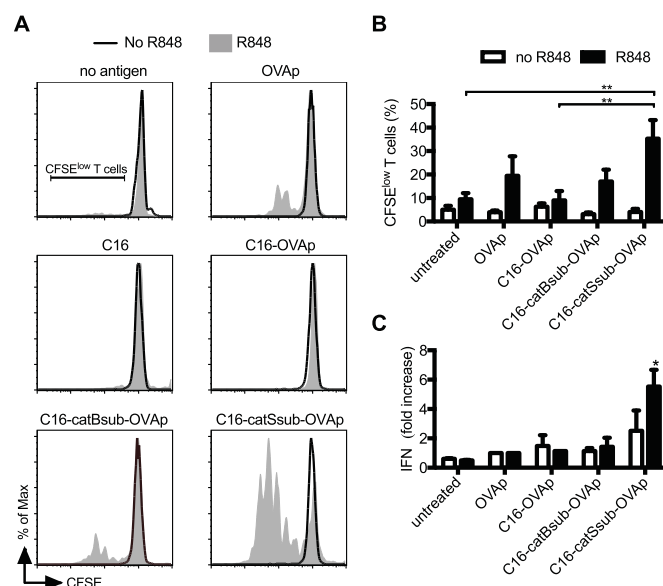 A
No R848 R848
no antigen OVAp
CFSElow T cells
C16 C16-OVAp
C16-catBsub-OVAp C16-catSsub-OVAp
% of Max
CFSE
B
no R848 R848
**
**
CFSElow T cells (%)
50
40
30
20
10
0
untreated
OVAp
C16-OVAp
C16-catBsub-OVAp
C16-catSsub-OVAp
C
*
IFN (fold increase)
8
6
4
2
0
untreated
OVAp
C16-OVAp
C16-catBsub-OVAp
C16-catSsub-OVAp